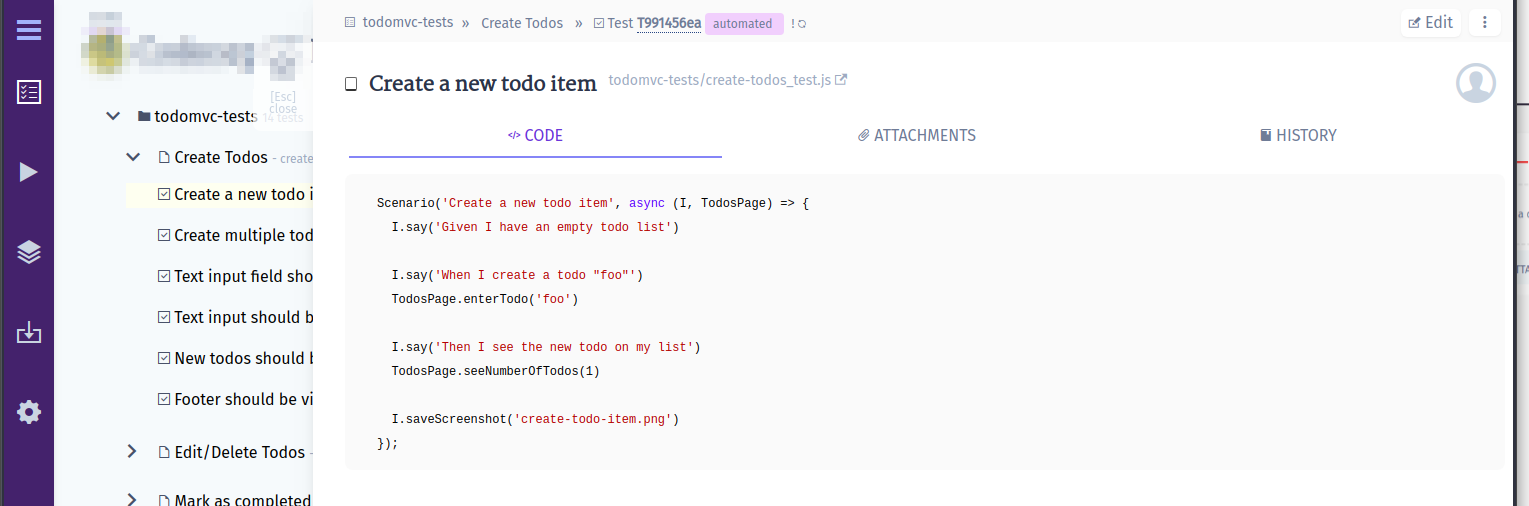 todomvc-tests » Create Todos » Test T991456ea automated !
Edit
Create a new todo item todomvc-tests/create-todos_test.js
[Esc]
close
todomvc-tests 14 tests
</> CODE
ATTACHMENTS
HISTORY
Create Todos - create
Create a new todo i
Create multiple tod
Text input field sho
Text input should b
New todos should b
Footer should be vi
Edit/Delete Todos -
Mark as completed
Scenario('Create a new todo item', async (I, TodosPage) => {
I.say('Given I have an empty todo list')
I.say('When I create a todo "foo"')
TodosPage.enterTodo('foo')
I.say('Then I see the new todo on my list')
TodosPage.seeNumberOfTodos(1)
I.saveScreenshot('create-todo-item.png')
});